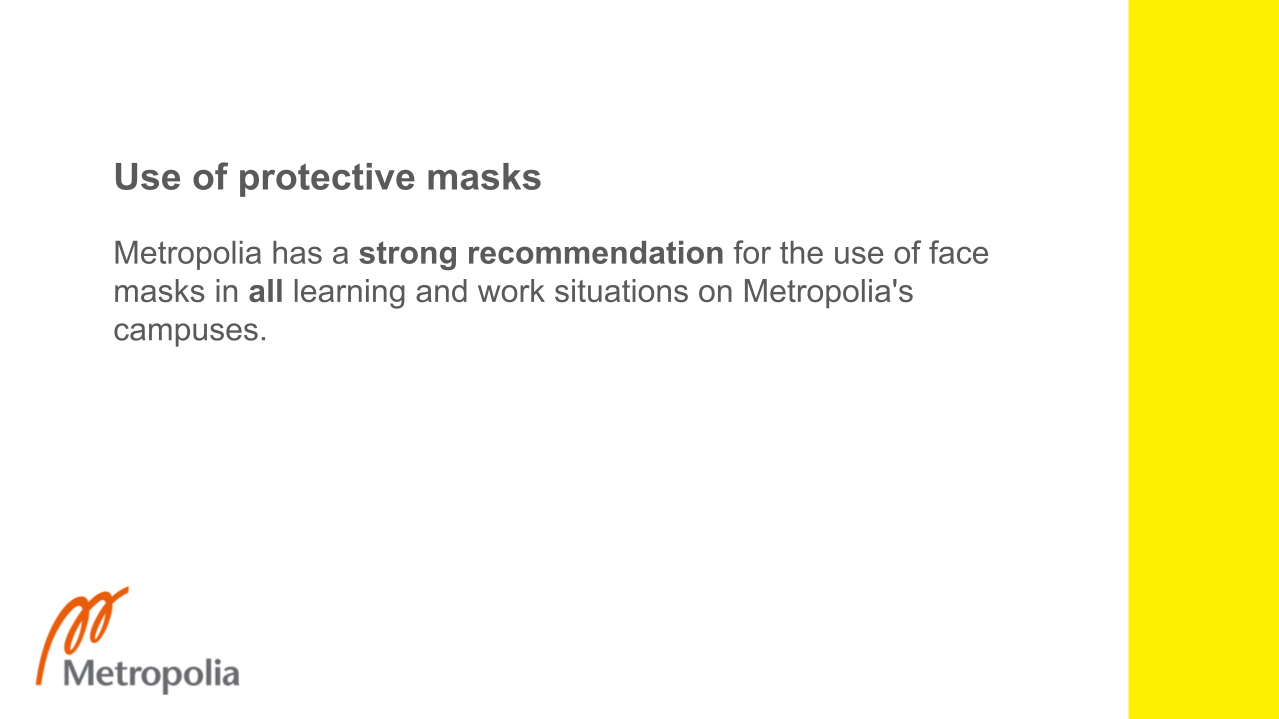 Use of protective masks
Metropolia has a strong recommendation for the use of face
masks in all learning and work situations on Metropolia's
campuses.
Metropolia